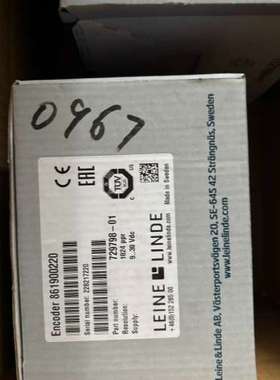 0967
Encoder 861900220
Serial number: 228217220
Part number: 729798-01
Resolution: 1024 ppr
Supply: 9..30 Vdc
CE
EAC
TÜV
LEINE LINDE
+46(0)152 265 00
www.leinelinde.com
Made in Sweden
Leine&Linde AB, Västerportsvägen 20, SE-645 42 Strängnäs, Sweden
www.leinelinde.com